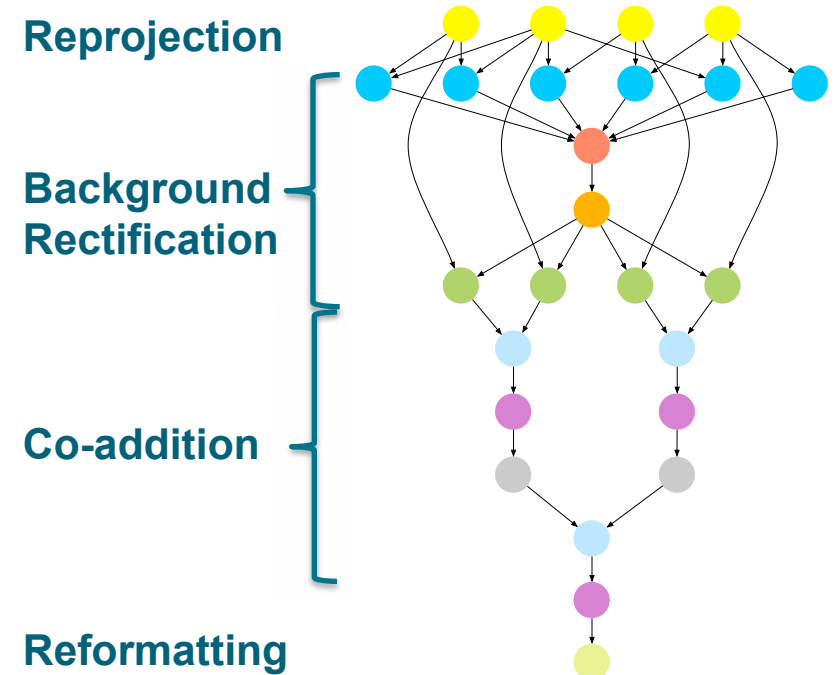 Reprojection
Background
Rectification
Co-addition
Reformatting